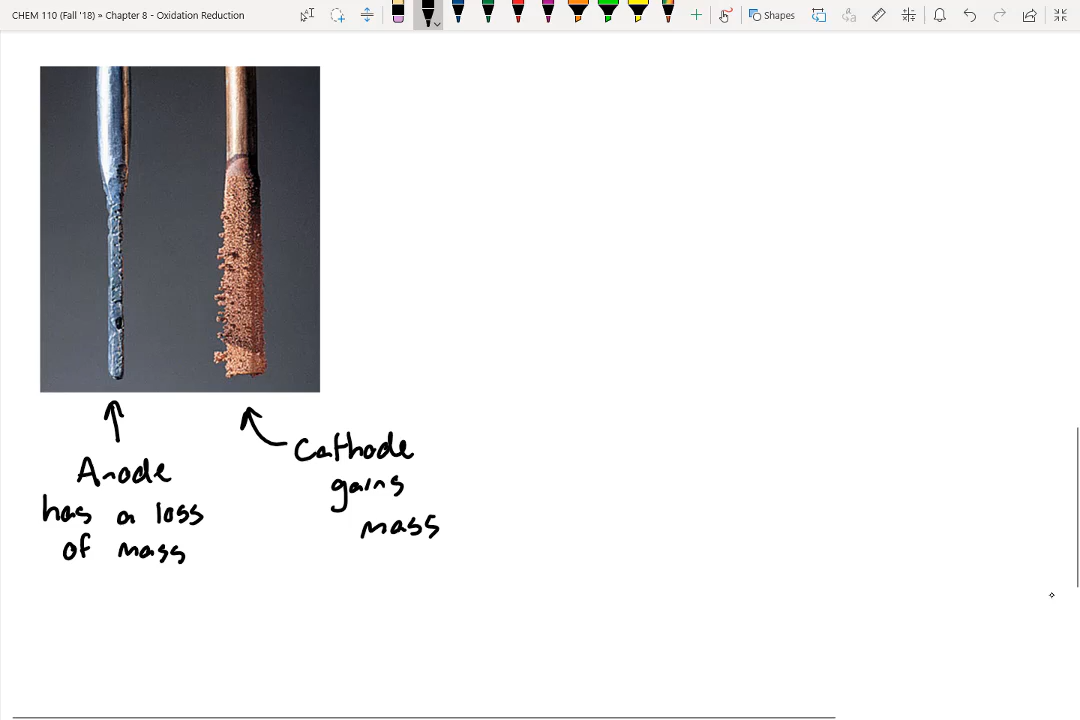 CHEM 110 (Fall '18) » Chapter 8 - Oxidation Reduction
Shapes
Anode
has a loss
of mass
Cathode
gains
mass